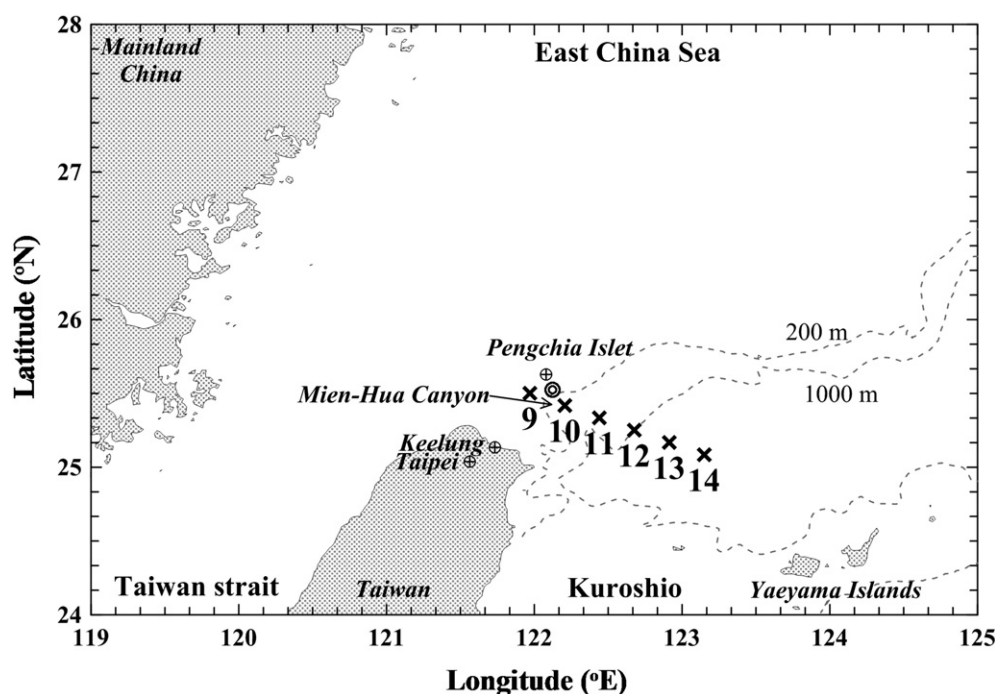 28
27
26
25
24
Latitude (°N)
Mainland
China
East China Sea
200 m
Pengchia Islet
1000 m
Mien-Hua Canyon
9
10
11
12
13
14
Keelung
Taipei
Taiwan strait
Taiwan
Kuroshio
Yaeyama Islands
119
120
121
122
123
124
125
Longitude (°E)